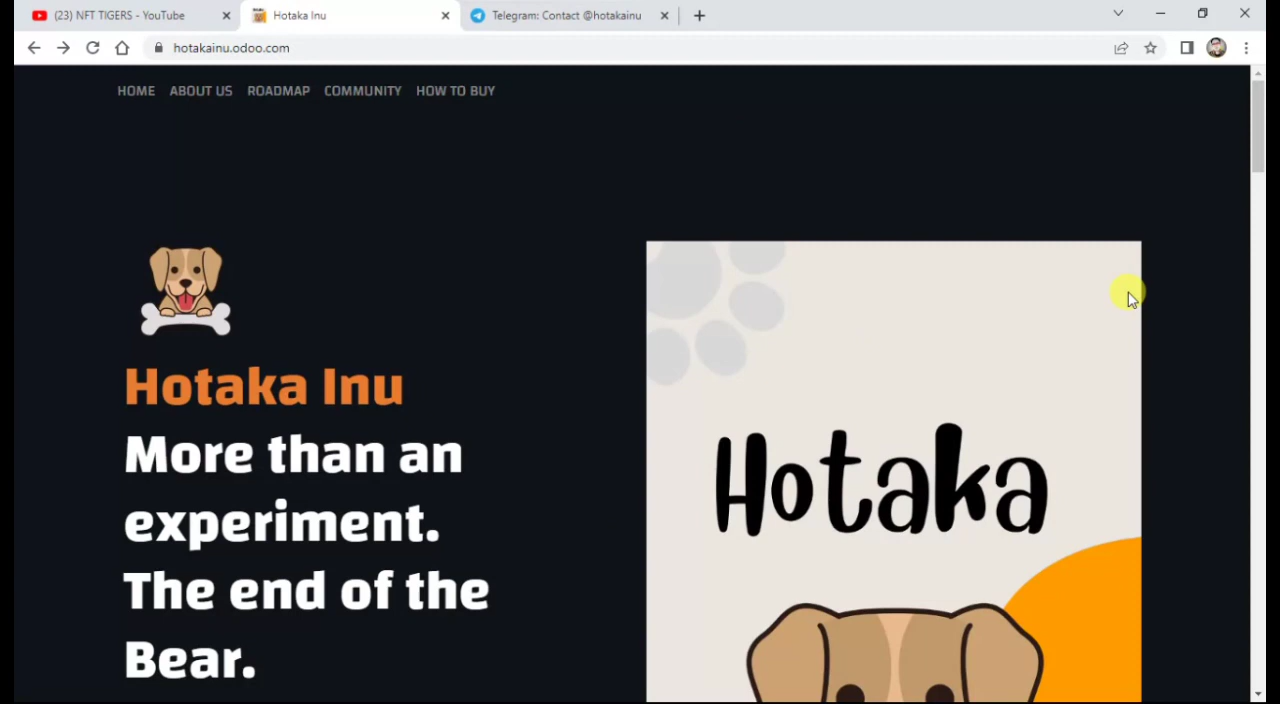 (23) NFT TIGERS - YouTube
Hotaka Inu
Telegram: Contact @hotakainu
hotakainu.odoo.com
HOME ABOUT US ROADMAP COMMUNITY HOW TO BUY
Hotaka Inu
More than an
experiment.
The end of the
Bear.
Hotaka